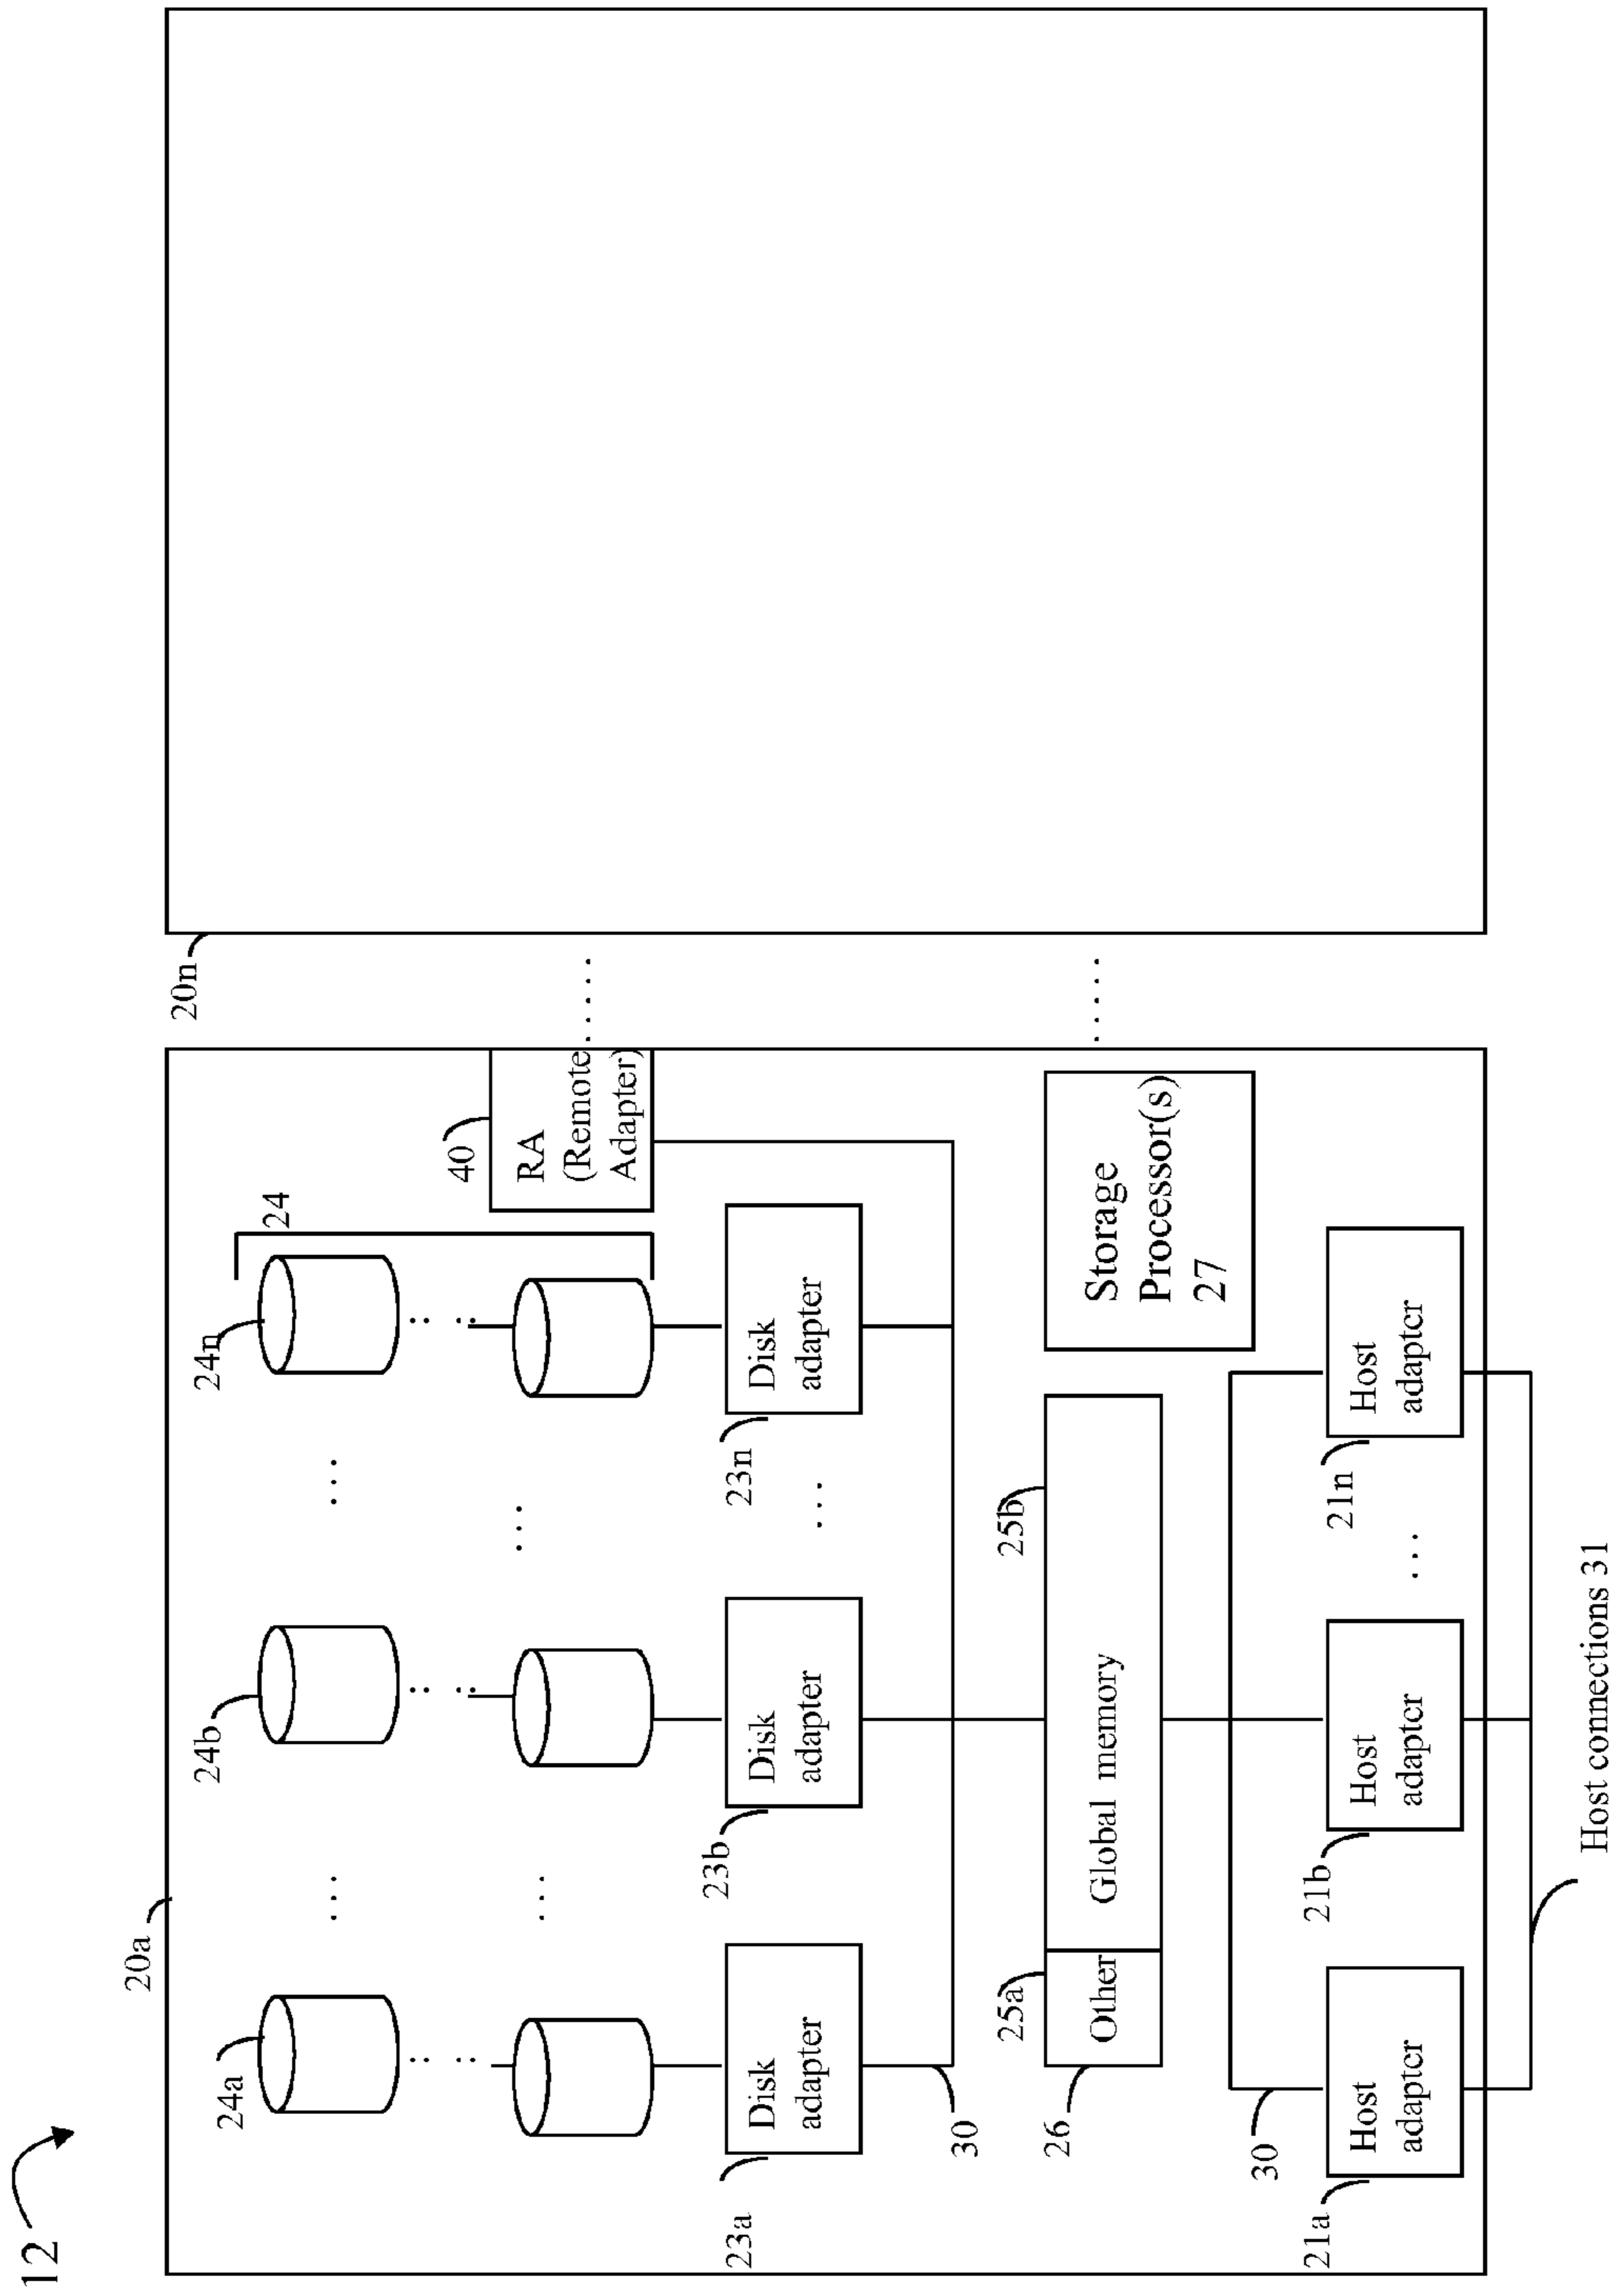 12
20a
20n
24a
24b
24n
24
40
RA
(Remote
Adapter)
23a
Disk
adapter
23b
Disk
adapter
23n
Disk
adapter
30
25a
25b
26
Other
Global memory
Storage
Processor(s)
27
30
21a
Host
adapter
21b
Host
adapter
21n
Host
adapter
Host connections 31